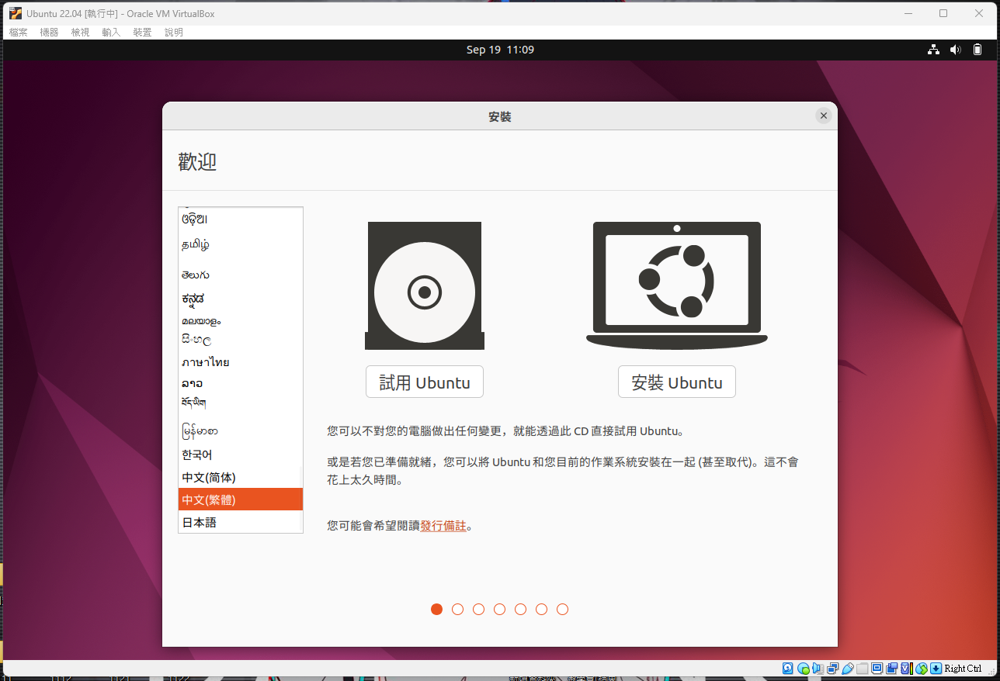 Ubuntu 22.04 [執行中] - Oracle VM VirtualBox
檔案 機器 檢視 輸入 裝置 說明
Sep 19 11:09
安裝
歡迎
ଓଡ଼ିଆ
தமிழ்
తెలుగు
ಕನ್ನಡ
മലയാളം
සිංහල
ภาษาไทย
ລາວ
བོད་ཡིག
မြန်မာစာ
한국어
中文(简体)
中文(繁體)
日本語
試用 Ubuntu
安裝 Ubuntu
您可以不對您的電腦做出任何變更，就能透過此 CD 直接試用 Ubuntu。
或是若您已準備就緒，您可以將 Ubuntu 和您目前的作業系統安裝在一起 (甚至取代)。這不會
花上太久時間。
您可能會希望閱讀發行備註。
Right Ctrl